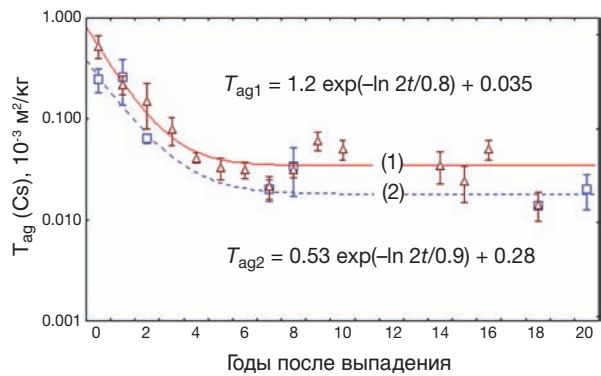 1.000
0.100
0.010
0.001
T_ag (Cs), 10⁻³ м²/кг
T_ag1 = 1.2 exp(–ln 2t/0.8) + 0.035
(1)
(2)
T_ag2 = 0.53 exp(–ln 2t/0.9) + 0.28
0 2 4 6 8 10 12 14 16 18 20
Годы после выпадения